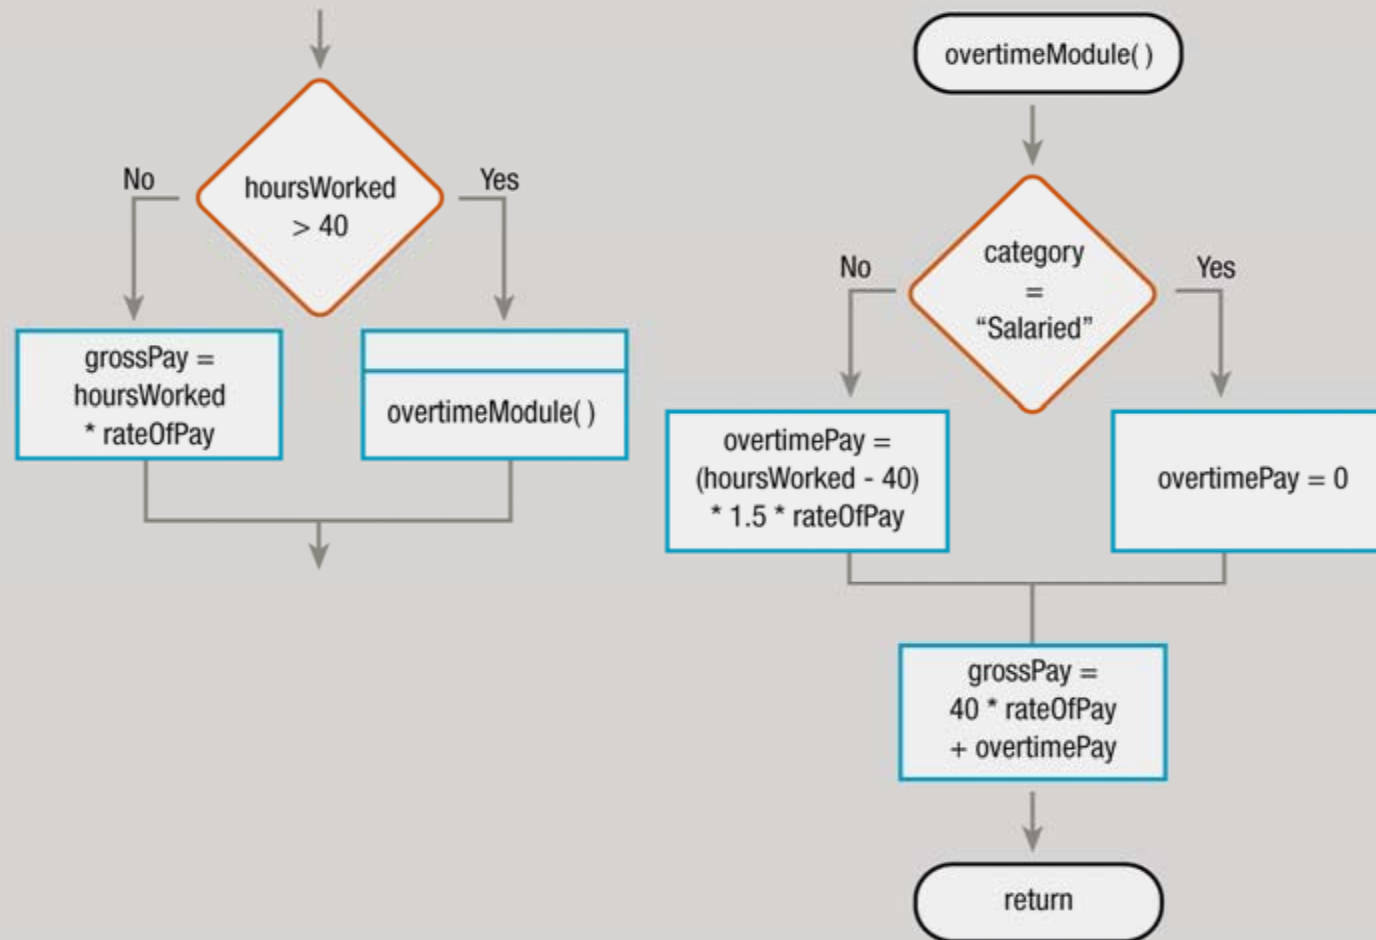 No
hoursWorked
> 40
Yes
grossPay =
hoursWorked
* rateOfPay
overtimeModule( )
overtimeModule( )
No
category
=
“Salaried”
Yes
overtimePay =
(hoursWorked - 40)
* 1.5 * rateOfPay
overtimePay = 0
grossPay =
40 * rateOfPay
+ overtimePay
return